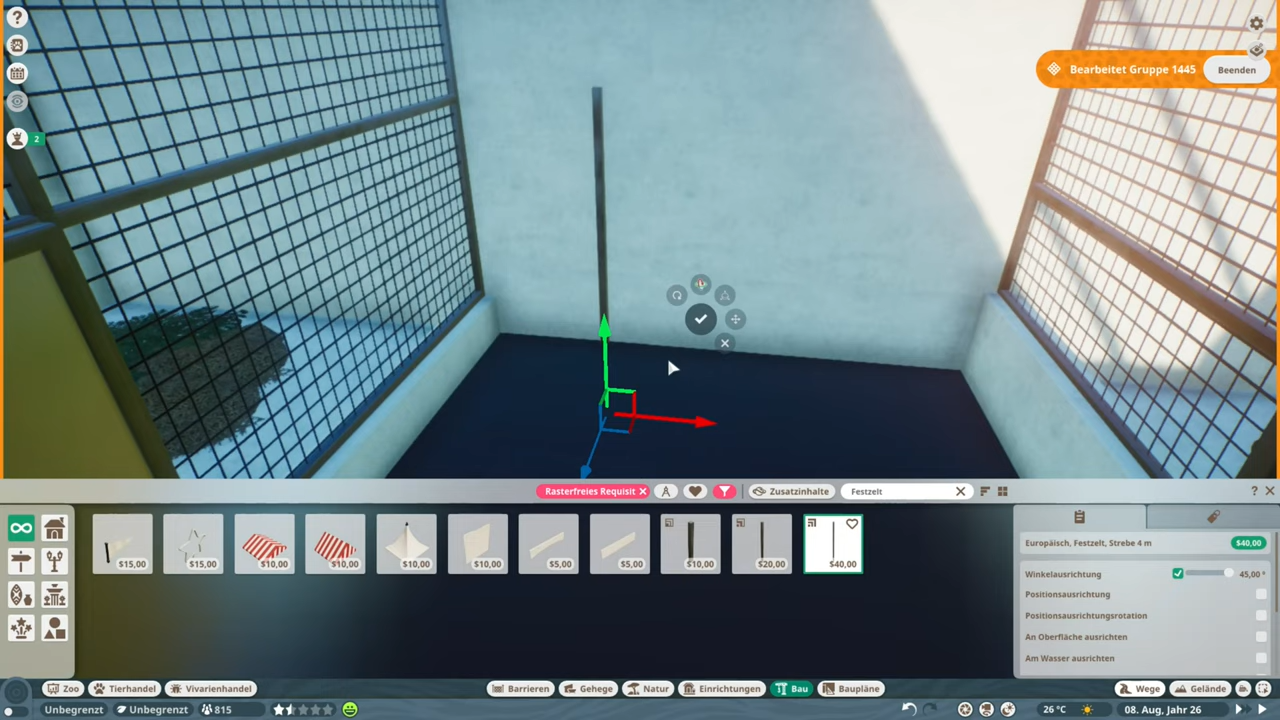 ?
Bearbeitet Gruppe 1445
Beenden
2
Rasterfreies Requisit
Zusatzinhalte
Festzelt
?
$15,00
$15,00
$10,00
$10,00
$10,00
$10,00
$5,00
$5,00
$10,00
$20,00
$40,00
Europäisch, Festzelt, Strebe 4 m
$40,00
Winkelausrichtung
45,00 °
Positionsausrichtung
Positionsausrichtungsrotation
An Oberfläche ausrichten
Am Wasser ausrichten
Zoo
Tierhandel
Vivarienhandel
Barrieren
Gehege
Natur
Einrichtungen
Bau
Baupläne
Wege
Gelände
Unbegrenzt
Unbegrenzt
815
26 °C
08. Aug, Jahr 26